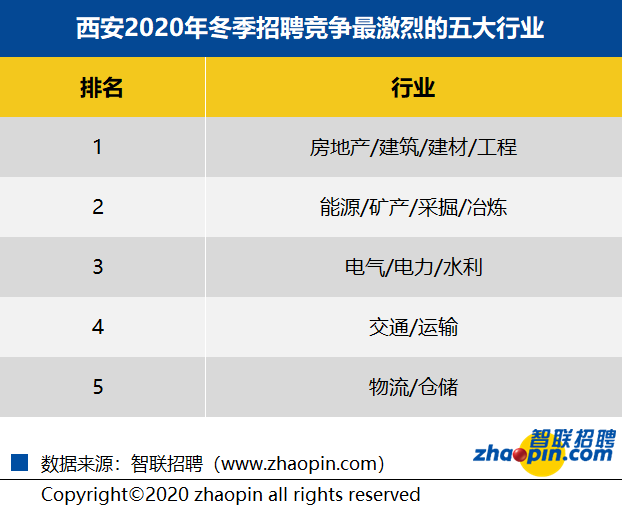 西安2020年冬季招聘竞争最激烈的五大行业
排名 行业
1 房地产/建筑/建材/工程
2 能源/矿产/采掘/冶炼
3 电气/电力/水利
4 交通/运输
5 物流/仓储
数据来源：智联招聘（www.zhaopin.com）
Copyright©2020 zhaopin all rights reserved
智联招聘
zhaopin.com